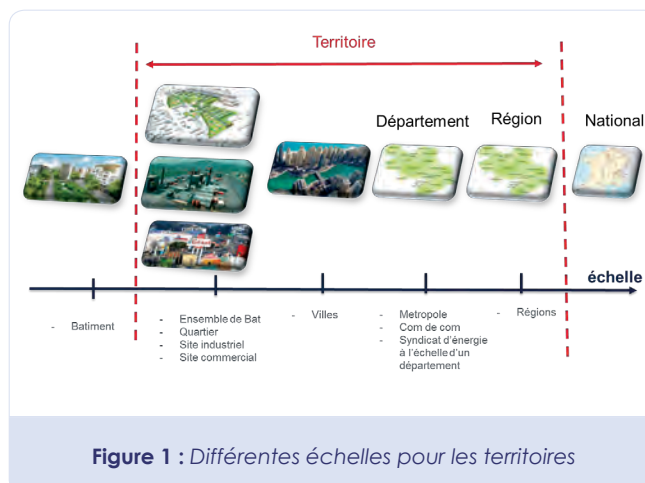 Territoire
Département
Région
National
échelle
- Batiment
- Ensemble de Bat
- Quartier
- Site industriel
- Site commercial
- Villes
- Metropole
- Com de com
- Syndicat d'énergie
à l'échelle d'un
département
- Régions
Figure 1 : Différentes échelles pour les territoires